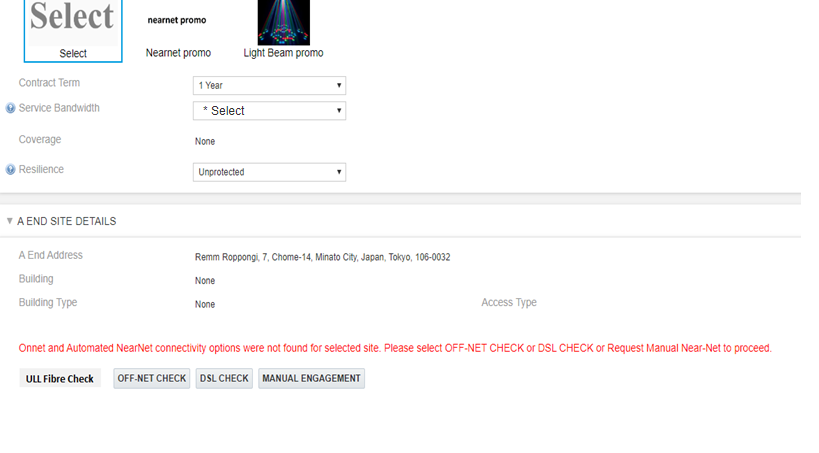 Select
nearnet promo
Select
Nearnet promo
Light Beam promo
Contract Term
1 Year
Service Bandwidth
* Select
Coverage
None
Resilience
Unprotected
A END SITE DETAILS
A End Address
Remm Roppongi, 7, Chome-14, Minato City, Japan, Tokyo, 106-0032
Building
None
Building Type
None
Access Type
Onnet and Automated NearNet connectivity options were not found for selected site. Please select OFF-NET CHECK or DSL CHECK or Request Manual Near-Net to proceed.
ULL Fibre Check
OFF-NET CHECK
DSL CHECK
MANUAL ENGAGEMENT